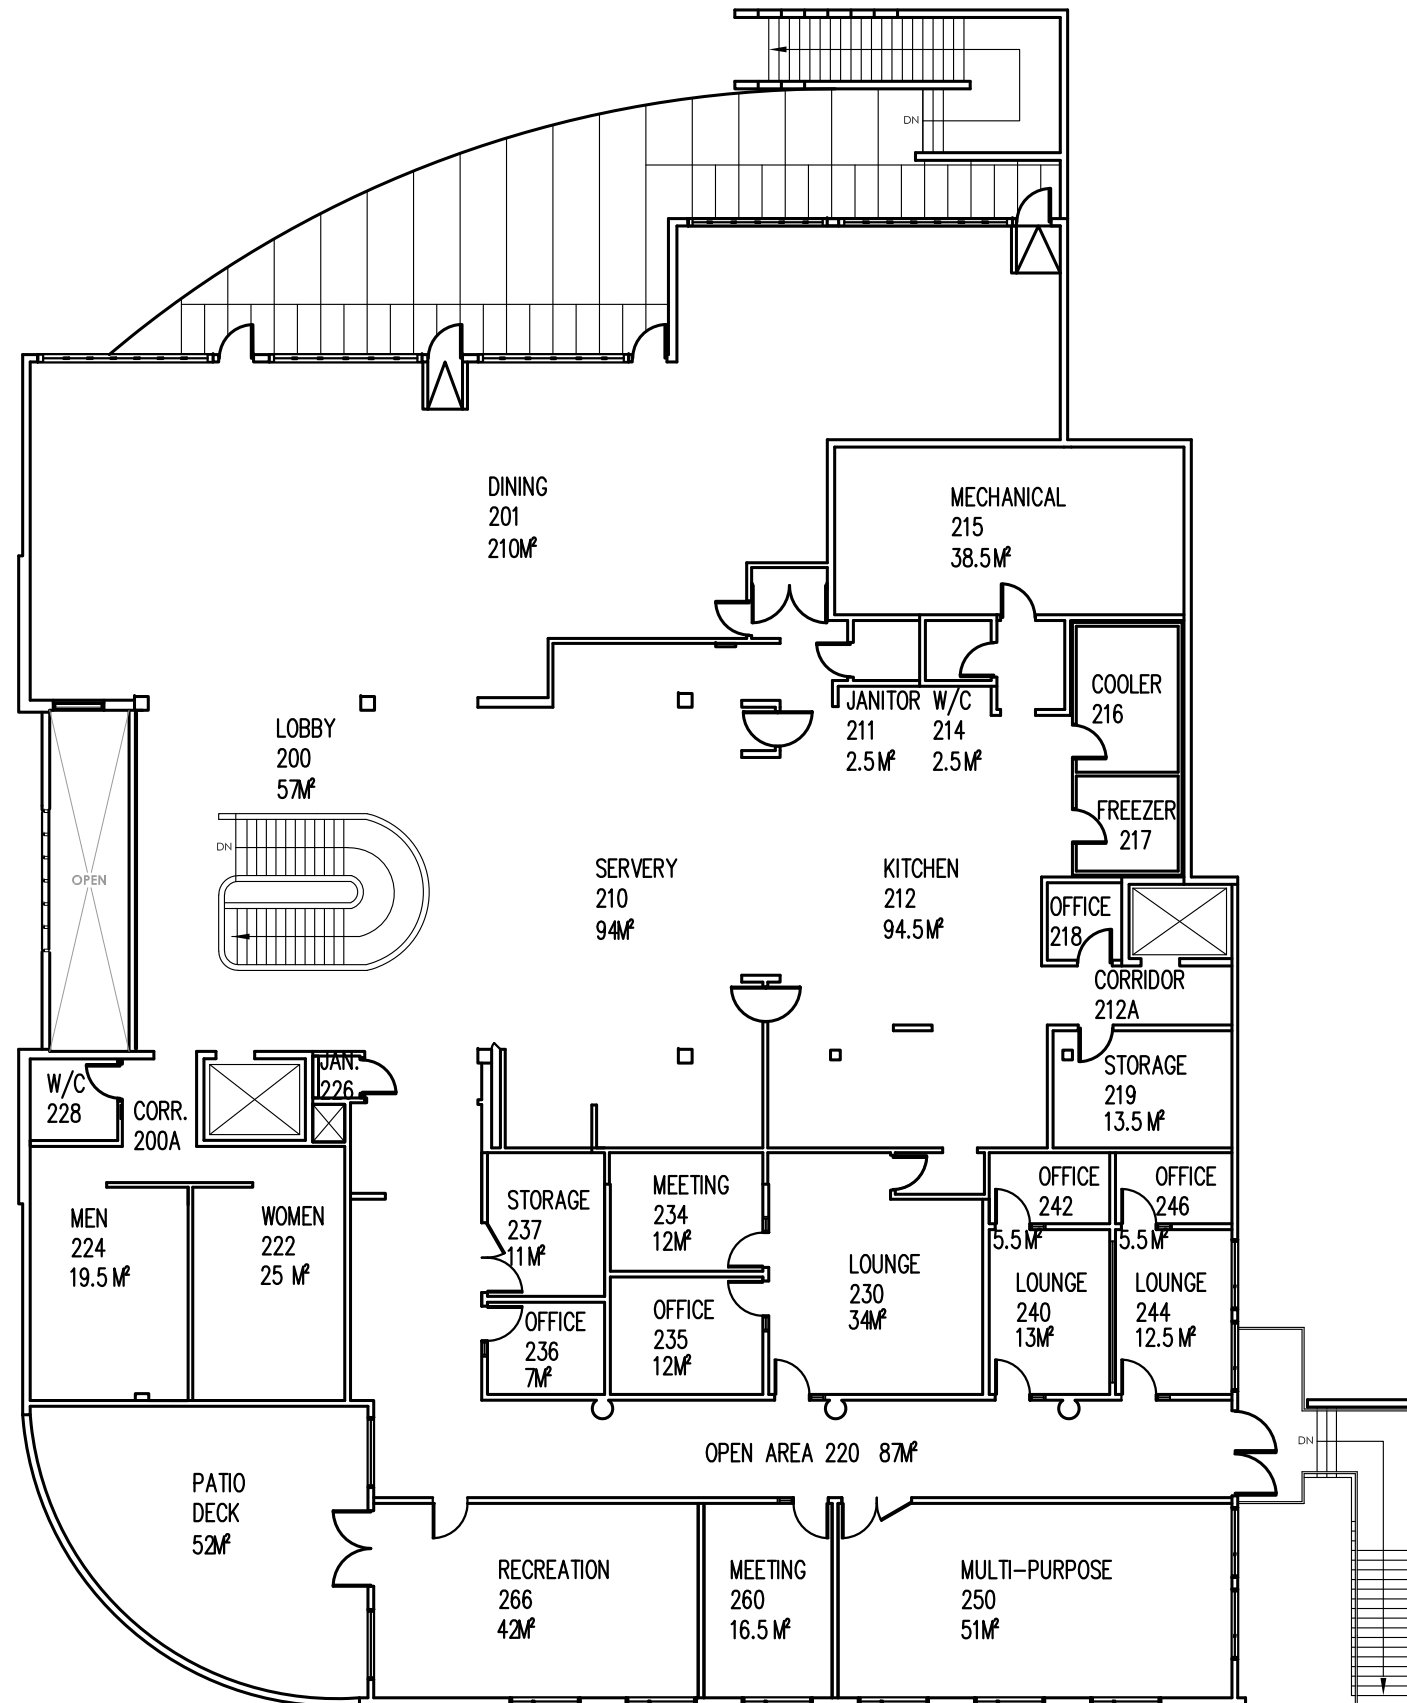 DN
DINING
201
210M²
MECHANICAL
215
38.5M²
COOLER
216
JANITOR
211
2.5M²
W/C
214
2.5M²
LOBBY
200
57M²
FREEZER
217
DN
OPEN
SERVERY
210
94M²
KITCHEN
212
94.5M²
OFFICE
218
CORRIDOR
212A
JAN.
226
W/C
228
CORR.
200A
STORAGE
219
13.5M²
STORAGE
237
11M²
MEETING
234
12M²
OFFICE
242
5.5M²
OFFICE
246
5.5M²
MEN
224
19.5M²
WOMEN
222
25 M²
LOUNGE
230
34M²
LOUNGE
240
13M²
LOUNGE
244
12.5M²
OFFICE
236
7M²
OFFICE
235
12M²
OPEN AREA 220 87M²
DN
PATIO
DECK
52M²
RECREATION
266
42M²
MEETING
260
16.5M²
MULTI-PURPOSE
250
51M²